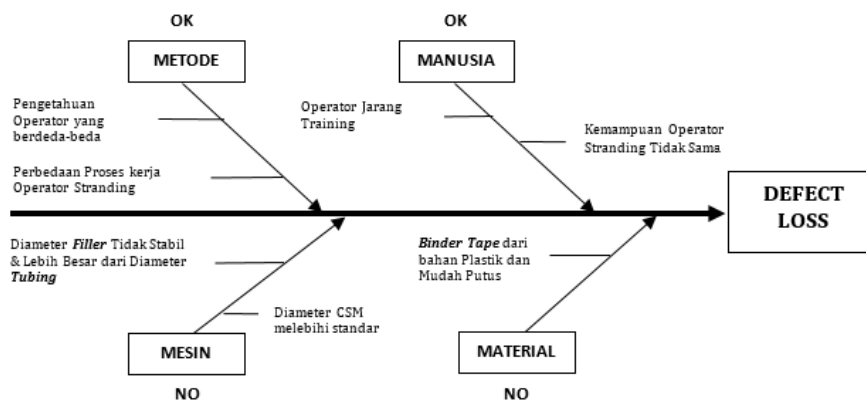 OK
METODE
OK
MANUSIA
Pengetahuan
Operator yang
berdeda-beda
Operator Jarang
Training
Kemampuan Operator
Stranding Tidak Sama
Perbedaan Proses kerja
Operator Stranding
DEFECT
LOSS
Diameter Filler Tidak Stabil
& Lebih Besar dari Diameter
Tubing
Binder Tape dari
bahan Plastik dan
Mudah Putus
Diameter CSM
melebihi standar
MESIN
NO
MATERIAL
NO